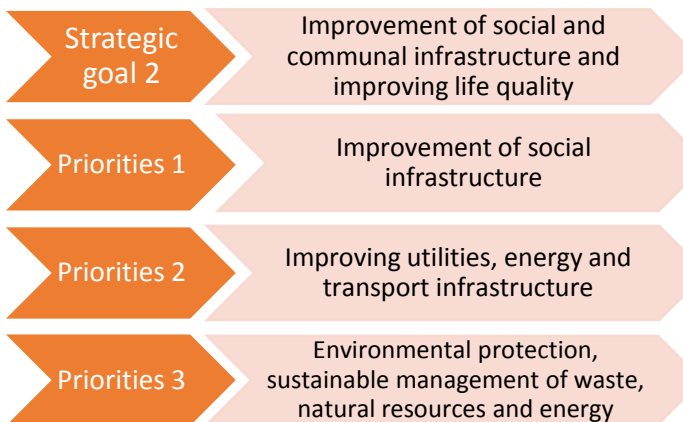 Strategic
goal 2
Improvement of social and
communal infrastructure and
improving life quality
Priorities 1
Improvement of social
infrastructure
Priorities 2
Improving utilities, energy and
transport infrastructure
Priorities 3
Environmental protection,
sustainable management of waste,
natural resources and energy